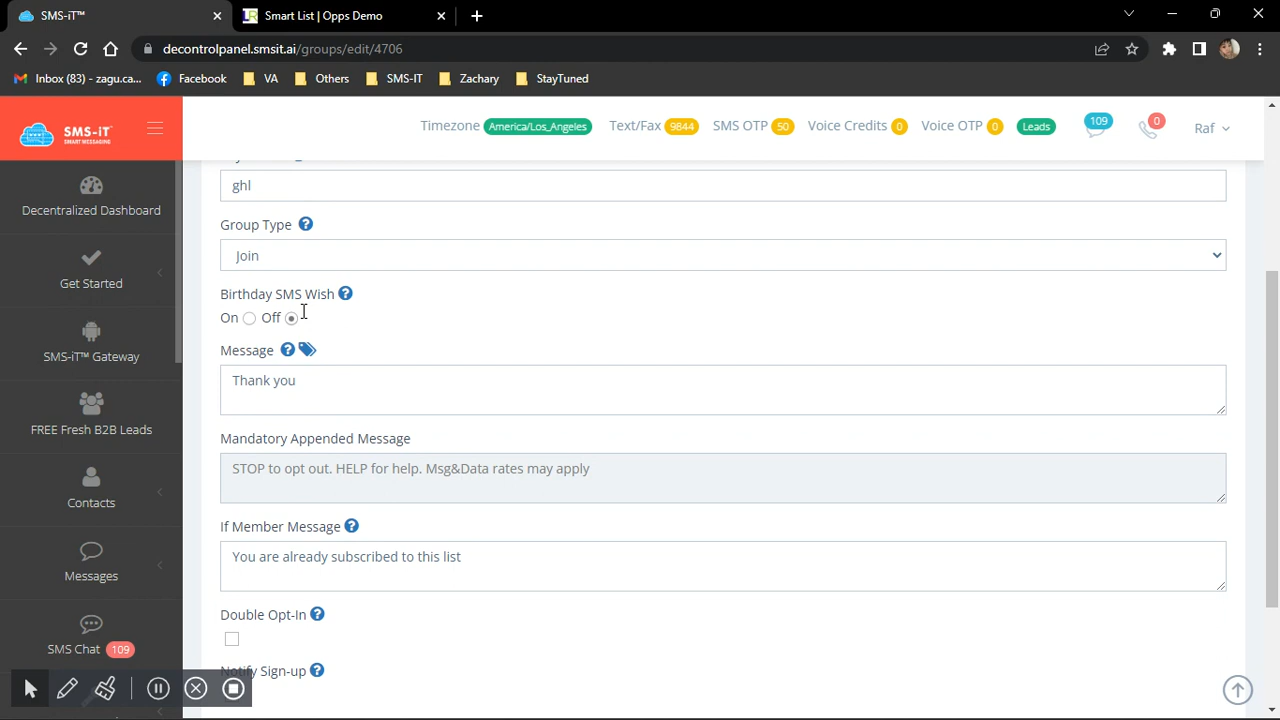 SMS-iT™
Smart List | Opps Demo
decontrolpanel.smsit.ai/groups/edit/4706
Inbox (83) - zagu.ca...
Facebook
VA
Others
SMS-IT
Zachary
StayTuned
SMS-iT
SMART MESSAGING
Timezone America/Los_Angeles
Text/Fax 9844
SMS OTP 50
Voice Credits 0
Voice OTP 0
Leads
109
0
Raf
Decentralized Dashboard
Get Started
SMS-iT™ Gateway
FREE Fresh B2B Leads
Contacts
Messages
SMS Chat 109
ghl
Group Type
Join
Birthday SMS Wish
On Off
Message
Thank you
Mandatory Appended Message
STOP to opt out. HELP for help. Msg&Data rates may apply
If Member Message
You are already subscribed to this list
Double Opt-In
Notify Sign-up